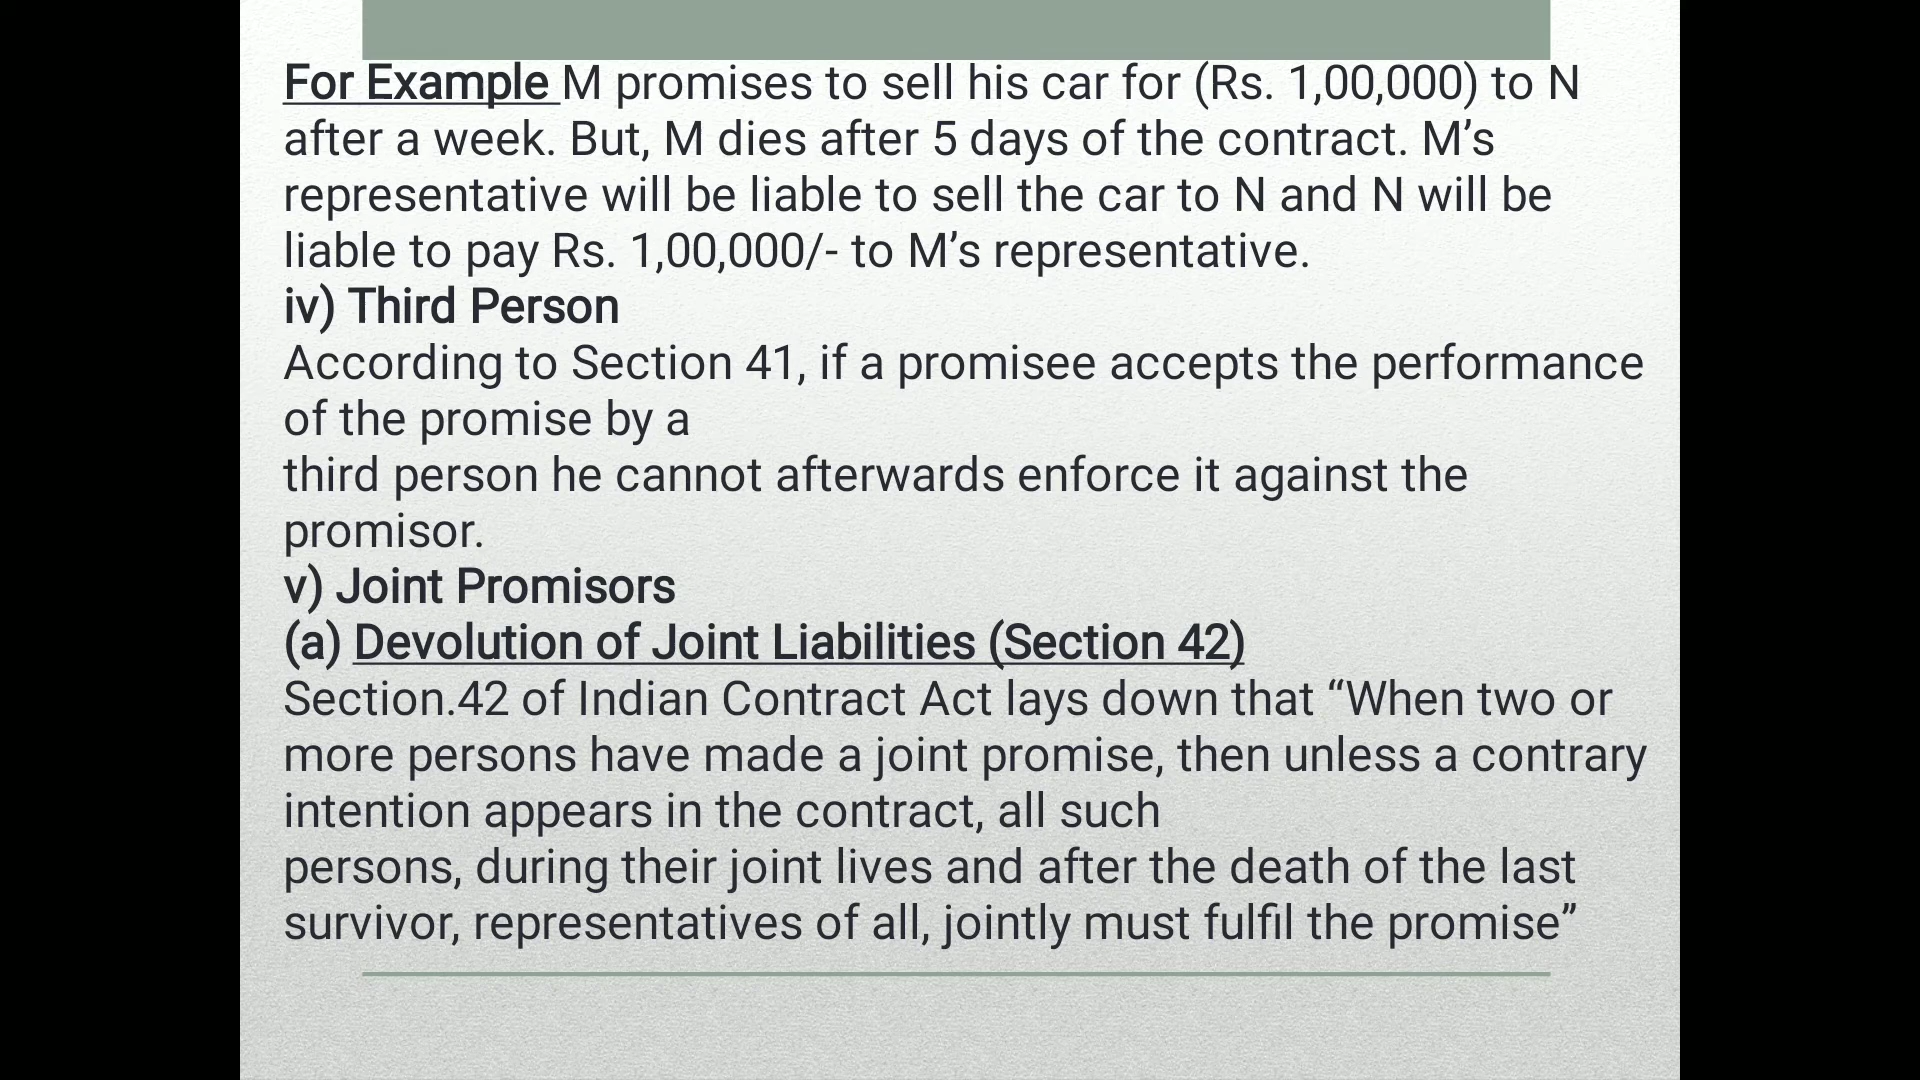 For Example M promises to sell his car for (Rs. 1,00,000) to N
after a week. But, M dies after 5 days of the contract. M’s
representative will be liable to sell the car to N and N will be
liable to pay Rs. 1,00,000/- to M’s representative.
iv) Third Person
According to Section 41, if a promisee accepts the performance
of the promise by a
third person he cannot afterwards enforce it against the
promisor.
v) Joint Promisors
(a) Devolution of Joint Liabilities (Section 42)
Section.42 of Indian Contract Act lays down that “When two or
more persons have made a joint promise, then unless a contrary
intention appears in the contract, all such
persons, during their joint lives and after the death of the last
survivor, representatives of all, jointly must fulfil the promise”